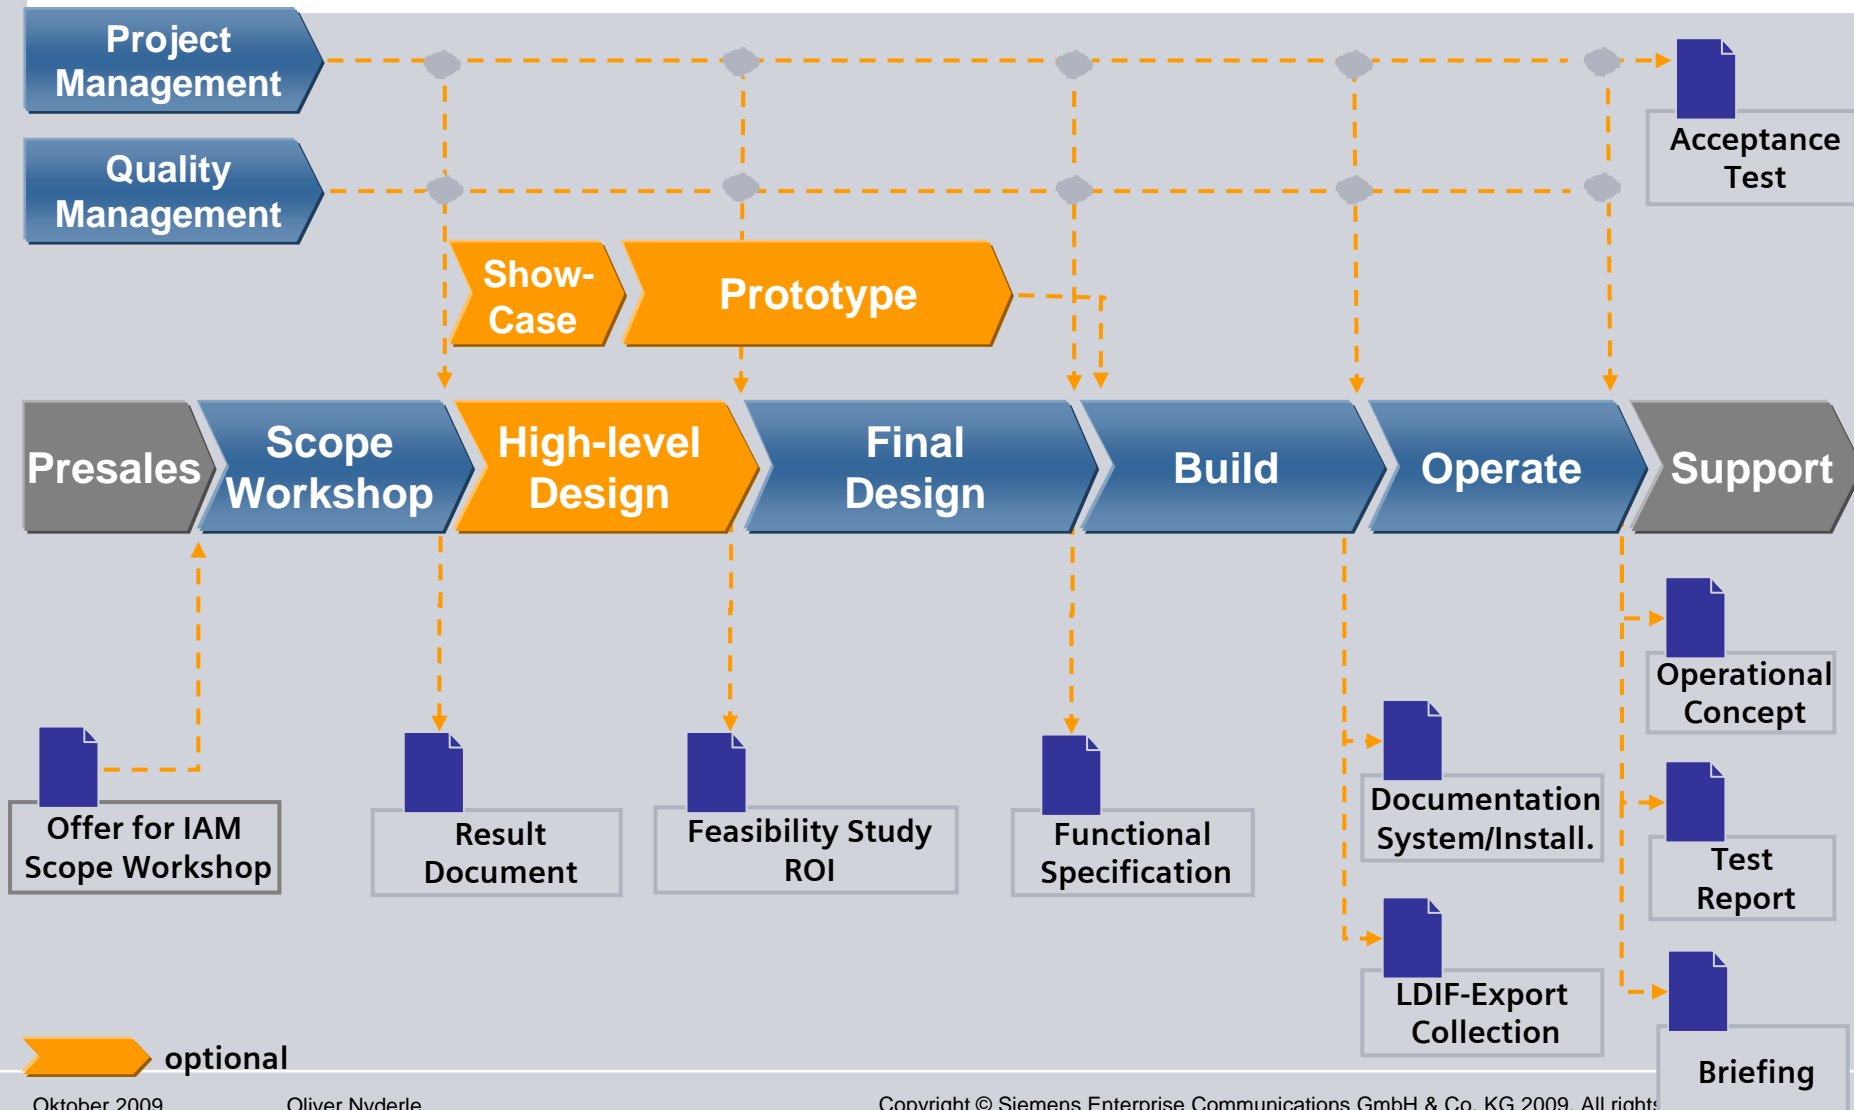 Project
Management
Quality
Management
Acceptance
Test
Show-
Case
Prototype
Presales
Scope
Workshop
High-level
Design
Final
Design
Build
Operate
Support
Offer for IAM
Scope Workshop
Result
Document
Feasibility Study
ROI
Functional
Specification
Documentation
System/Install.
LDIF-Export
Collection
Operational
Concept
Test
Report
Briefing
optional
Oktober 2009
Oliver Nyderle
Copyright © Siemens Enterprise Communications GmbH & Co. KG 2009. All rights